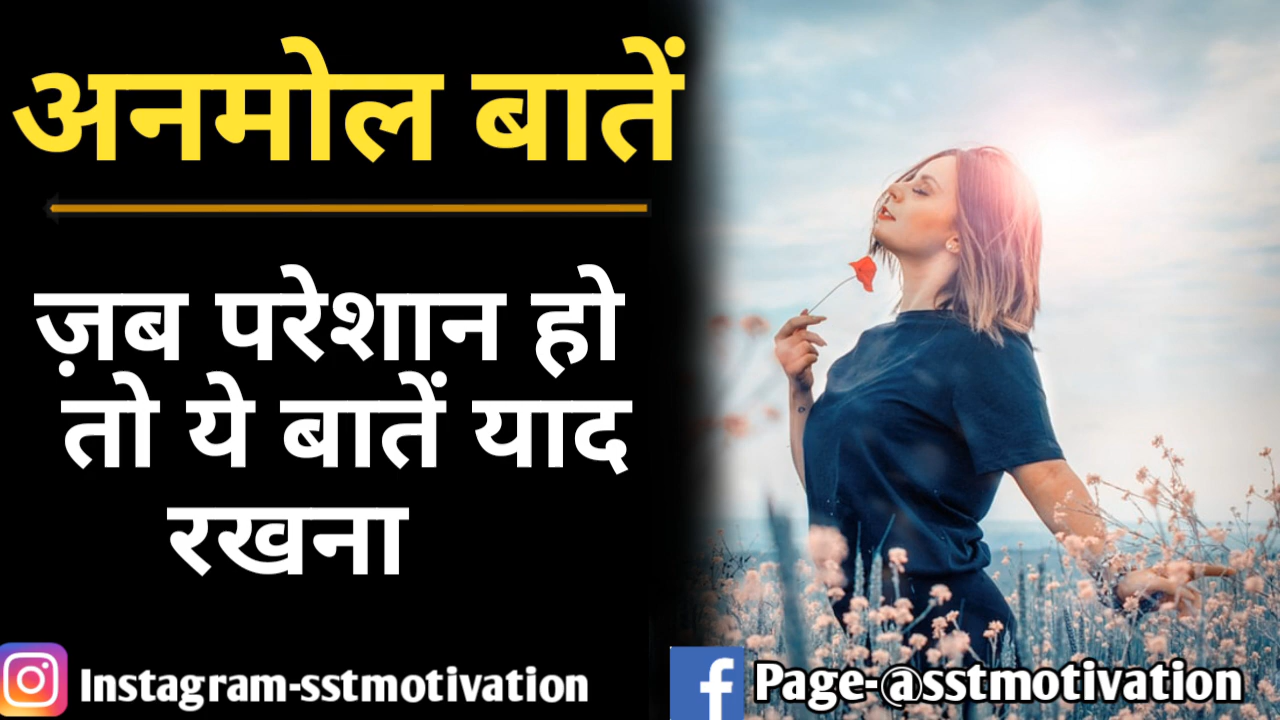 अनमोल बातें
ज़ब परेशान हो
तो ये बातें याद
रखना
Instagram-sstmotivation
Page-@sstmotivation